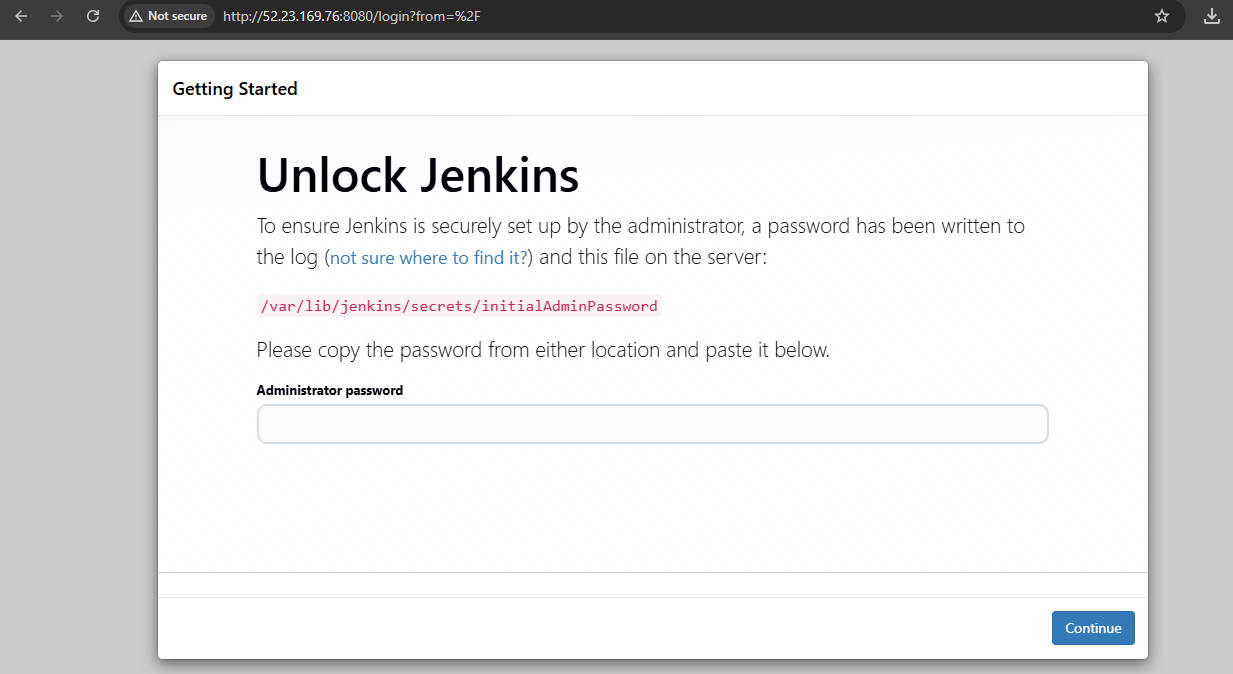 Not secure
http://52.23.169.76:8080/login?from=%2F
Getting Started
Unlock Jenkins
To ensure Jenkins is securely set up by the administrator, a password has been written to
the log (not sure where to find it?) and this file on the server:
/var/lib/jenkins/secrets/initialAdminPassword
Please copy the password from either location and paste it below.
Administrator password
Continue